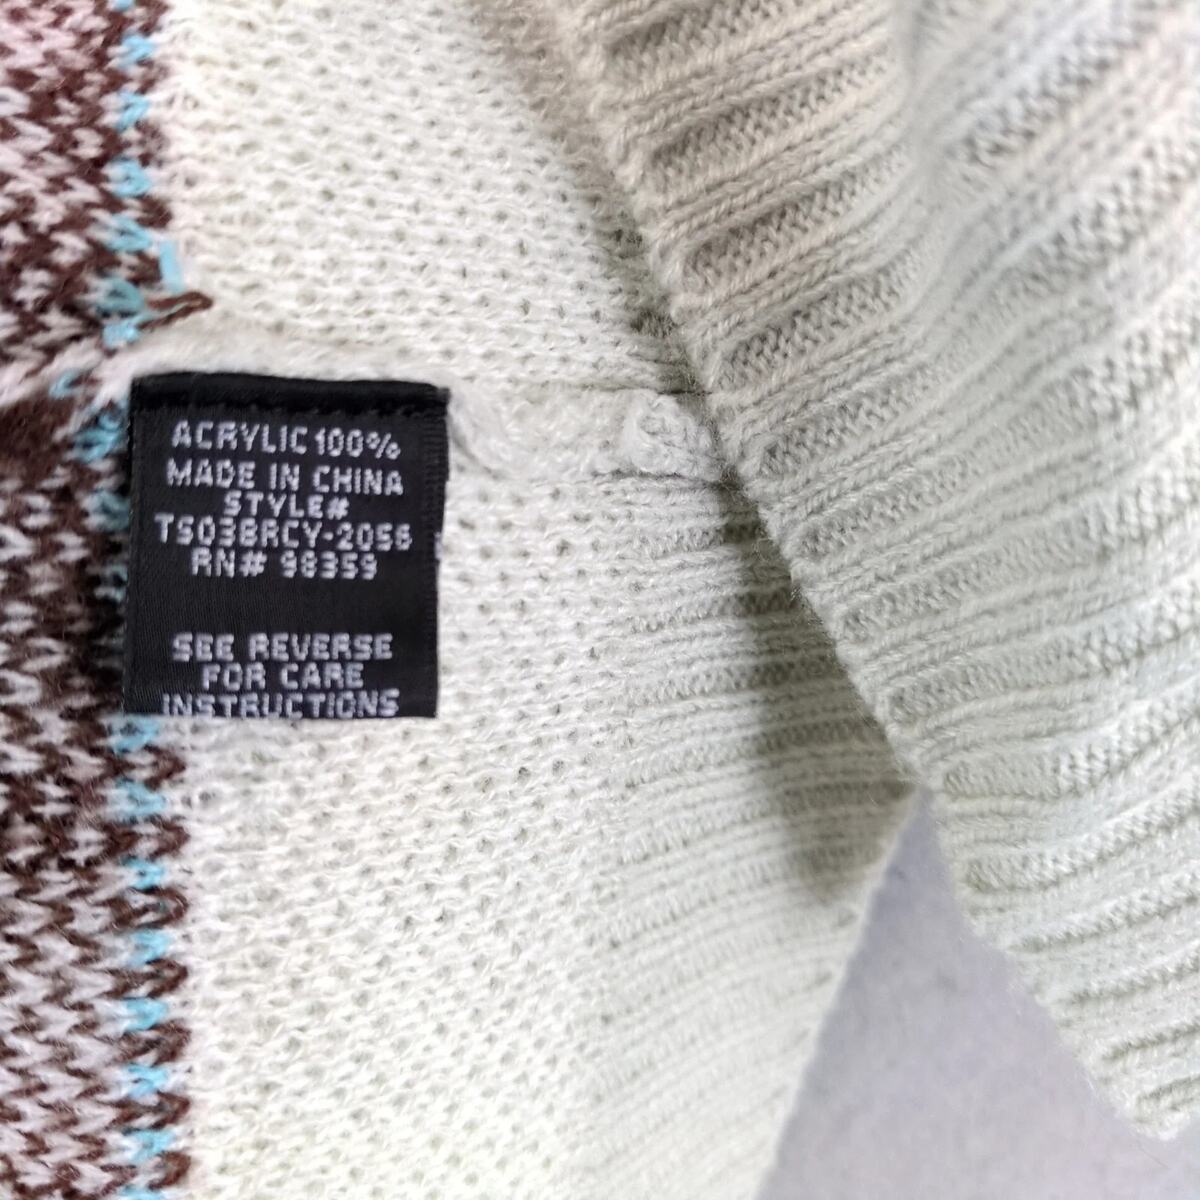 ACRYLIC 100%
MADE IN CHINA
STYLE#
TS03BRCY-2056
RN# 98359
SEE REVERSE
FOR CARE
INSTRUCTIONS